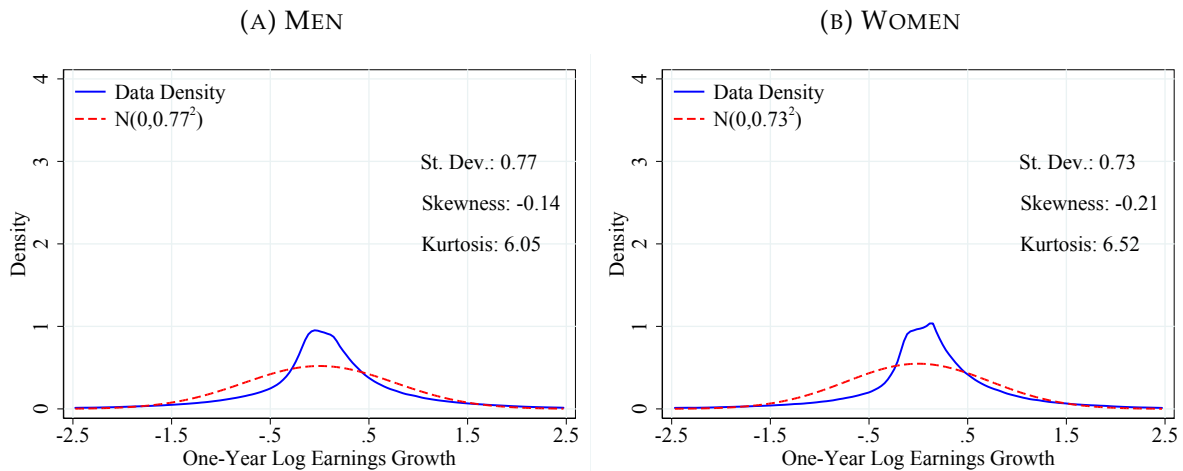 (A) MEN
4
3
2
1
0
Density
Data Density
N(0,0.77²)
St. Dev.: 0.77
Skewness: -0.14
Kurtosis: 6.05
-2.5 -1.5 -.5 .5 1.5 2.5
One-Year Log Earnings Growth
(B) WOMEN
4
3
2
1
0
Density
Data Density
N(0,0.73²)
St. Dev.: 0.73
Skewness: -0.21
Kurtosis: 6.52
-2.5 -1.5 -.5 .5 1.5 2.5
One-Year Log Earnings Growth